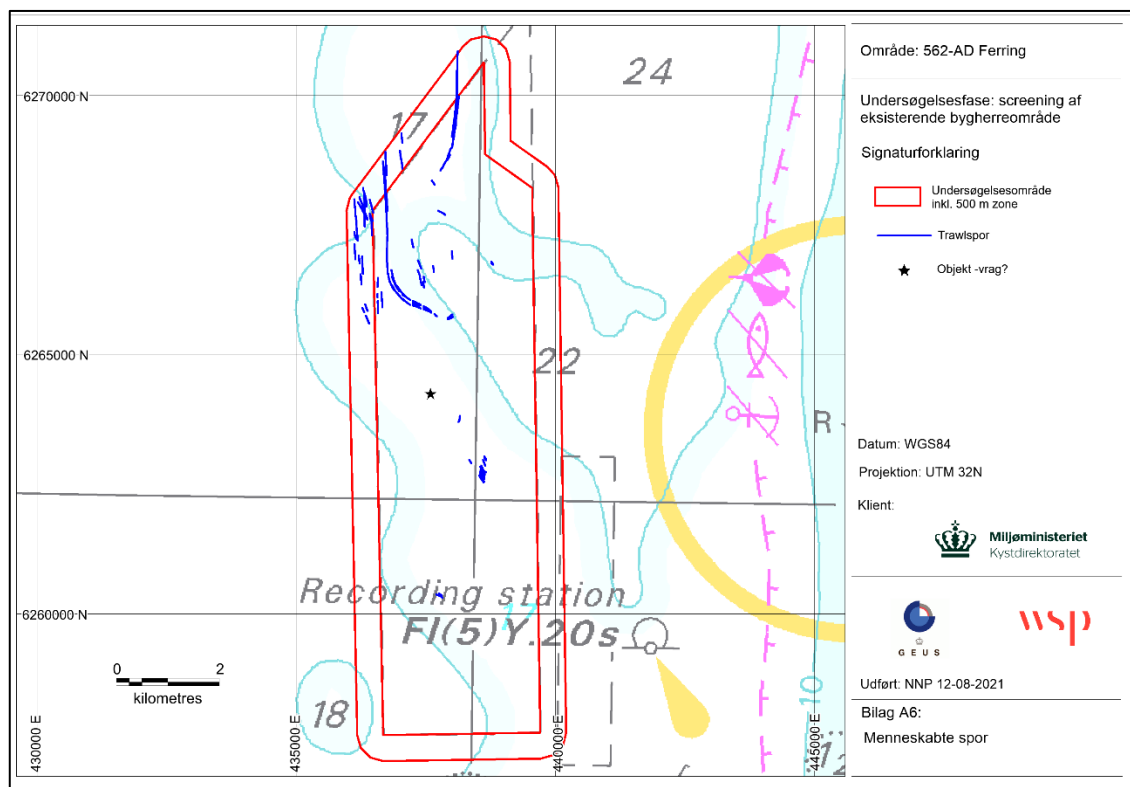 6270000 N
6265000 N
6260000 N
24
17
22
R
Recording station
17
Fl(5)Y.20s
18
10
0
2
kilometres
430000 E
435000 E
440000 E
445000 E
Område: 562-AD Ferring
Undersøgelsesfase: screening af
eksisterende bygherreområde
Signaturforklaring
Undersøgelsesområde
inkl. 500 m zone
Trawlspor
Objekt -vrag?
Datum: WGS84
Projektion: UTM 32N
Klient:
Miljøministeriet
Kystdirektoratet
GEUS
wsp
Udført: NNP 12-08-2021
Bilag A6:
Menneskabte spor